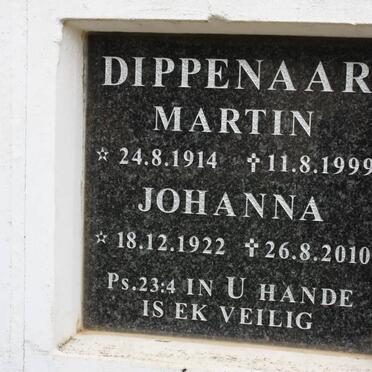 DIPPENAAR
MARTIN
☆ 24.8.1914 ✝ 11.8.1999
JOHANNA
☆ 18.12.1922 ✝ 26.8.2010
Ps.23:4 IN U HANDE
IS EK VEILIG